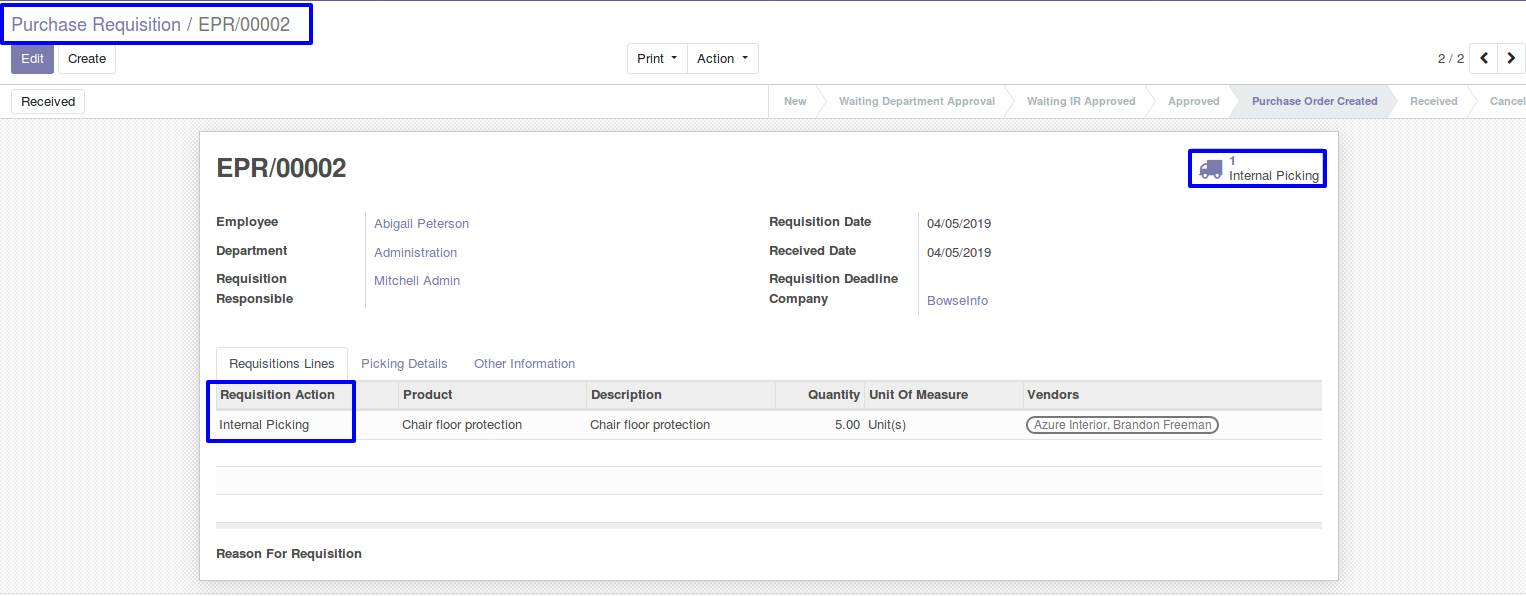 Purchase Requisition / EPR/00002
Edit Create Print Action 2 / 2
Received New Waiting Department Approval Waiting IR Approved Approved Purchase Order Created Received Cancel
EPR/00002
1
Internal Picking
Employee Abigail Peterson
Department Administration
Requisition Responsible Mitchell Admin
Requisition Date 04/05/2019
Received Date 04/05/2019
Requisition Deadline
Company BowseInfo
Requisitions Lines Picking Details Other Information
Requisition Action Product Description Quantity Unit Of Measure Vendors
Internal Picking Chair floor protection Chair floor protection 5.00 Unit(s) Azure Interior, Brandon Freeman
Reason For Requisition